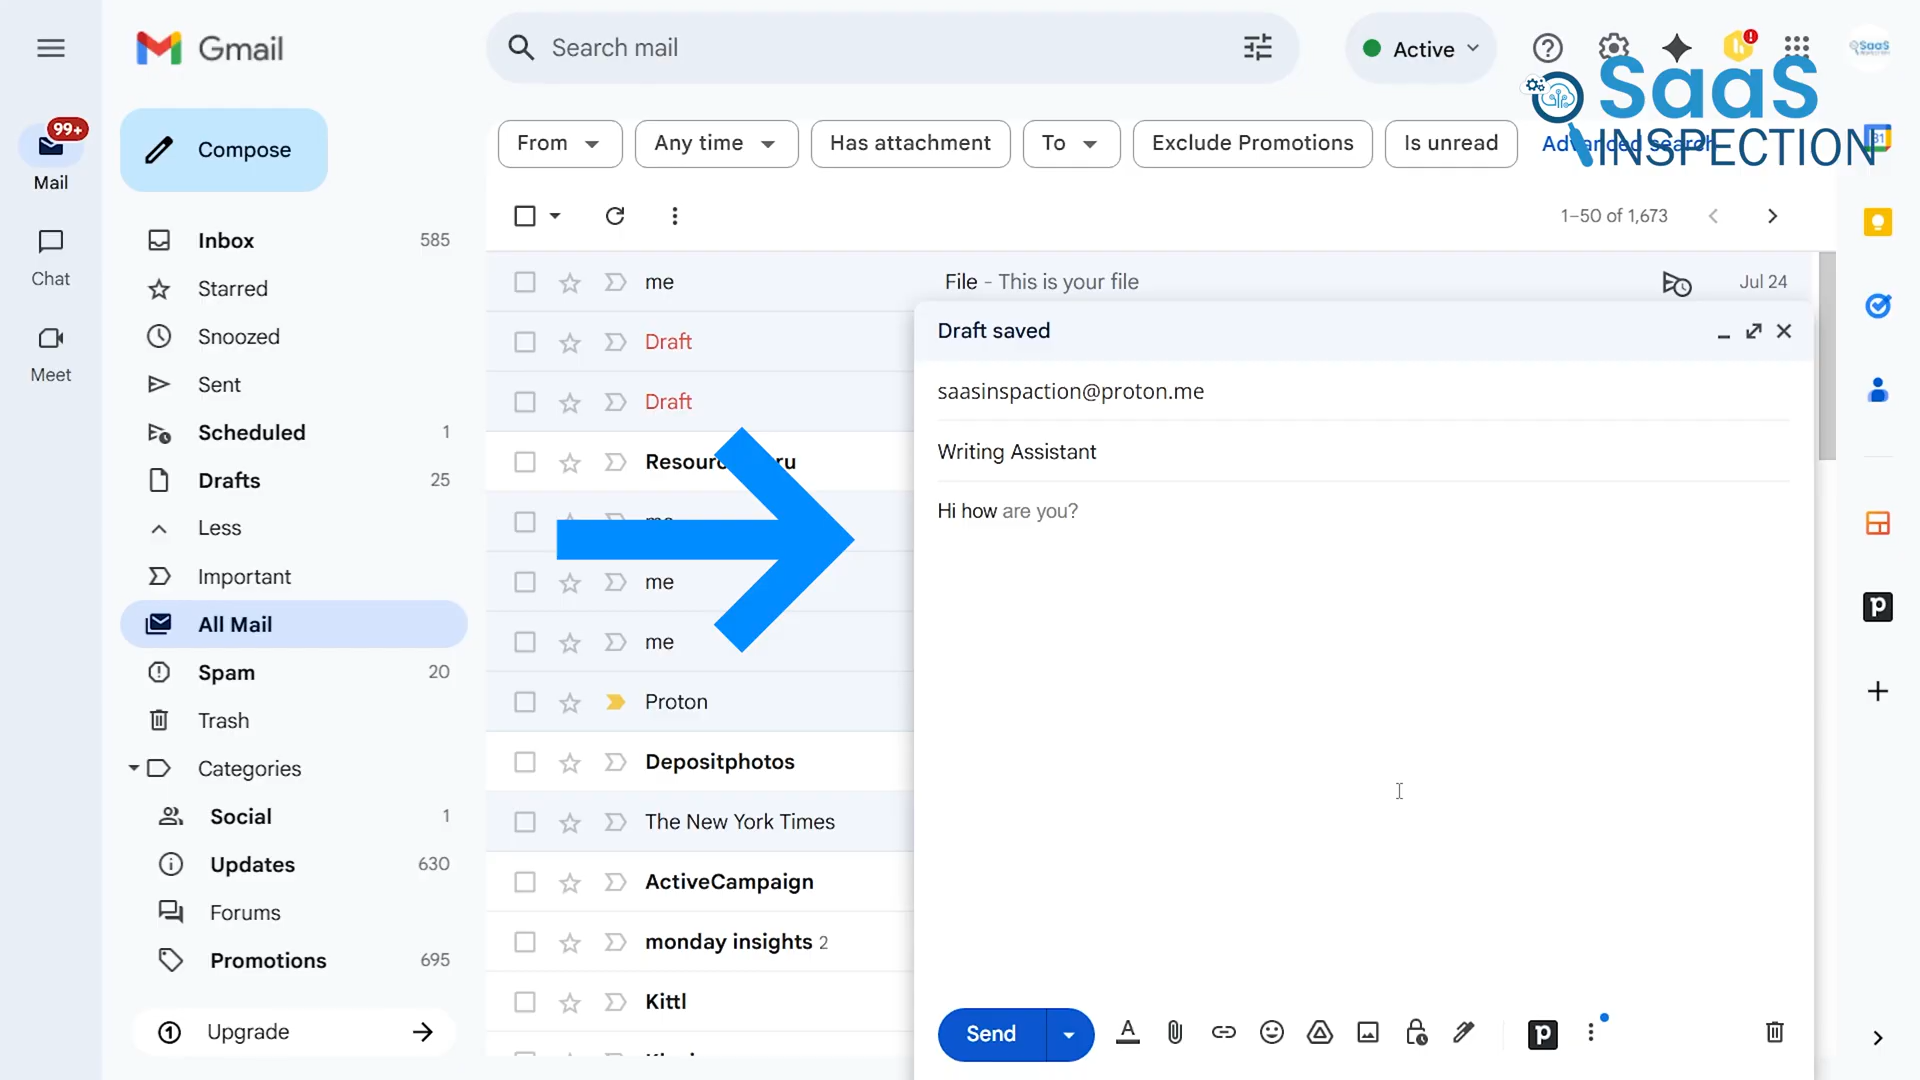 Gmail
Search mail
Active
SaaS
INSPECTION
99+
Mail
Chat
Meet
Compose
From
Any time
Has attachment
To
Exclude Promotions
Is unread
Advanced search
31
1–50 of 1,673
Inbox 585
Starred
Snoozed
Sent
Scheduled 1
Drafts 25
Less
Important
All Mail
Spam 20
Trash
Categories
Social 1
Updates 630
Forums
Promotions 695
Upgrade
me File - This is your file Jul 24
Draft
Draft
me
me
Proton
Depositphotos
The New York Times
ActiveCampaign
monday insights 2
Kittl
Draft saved
saasinspaction@proton.me
Writing Assistant
Hi how are you?
Send